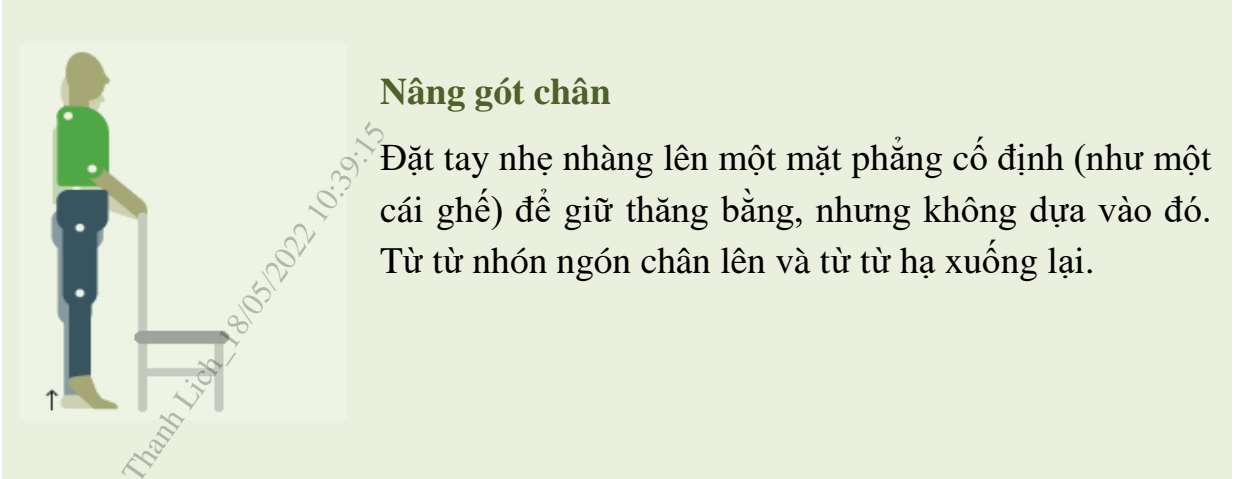 Nâng gót chân
Đặt tay nhẹ nhàng lên một mặt phẳng cố định (như một
cái ghế) để giữ thăng bằng, nhưng không dựa vào đó.
Từ từ nhón ngón chân lên và từ từ hạ xuống lại.
Thanh Lich_18/05/2022 10:39:15